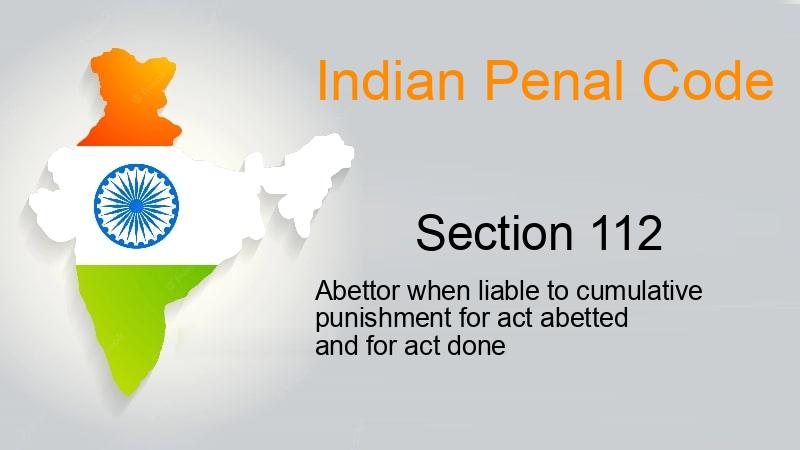 Indian Penal Code
Section 112
Abettor when liable to cumulative
punishment for act abetted
and for act done